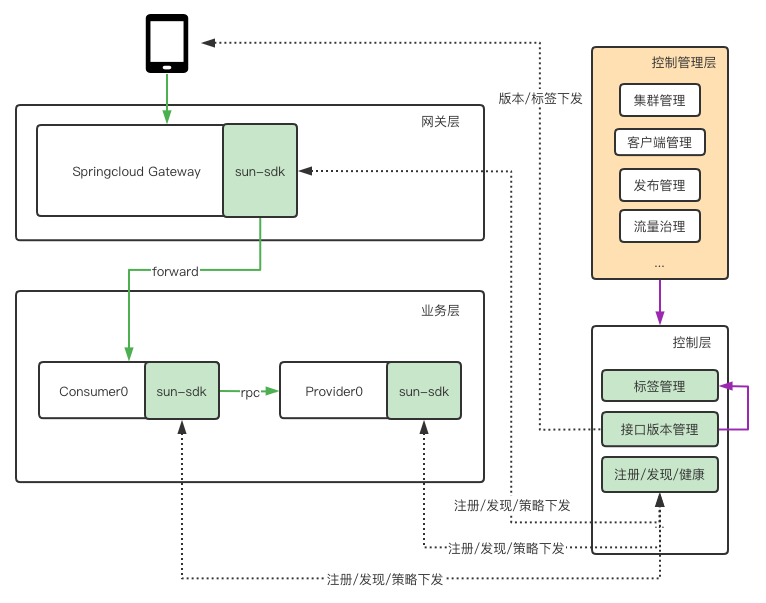 控制管理层
版本/标签下发
集群管理
网关层
客户端管理
Springcloud Gateway
sun-sdk
发布管理
流量治理
...
forward
业务层
控制层
标签管理
Consumer0
sun-sdk
rpc
Provider0
sun-sdk
接口版本管理
注册/发现/健康
注册/发现/策略下发
注册/发现/策略下发
注册/发现/策略下发